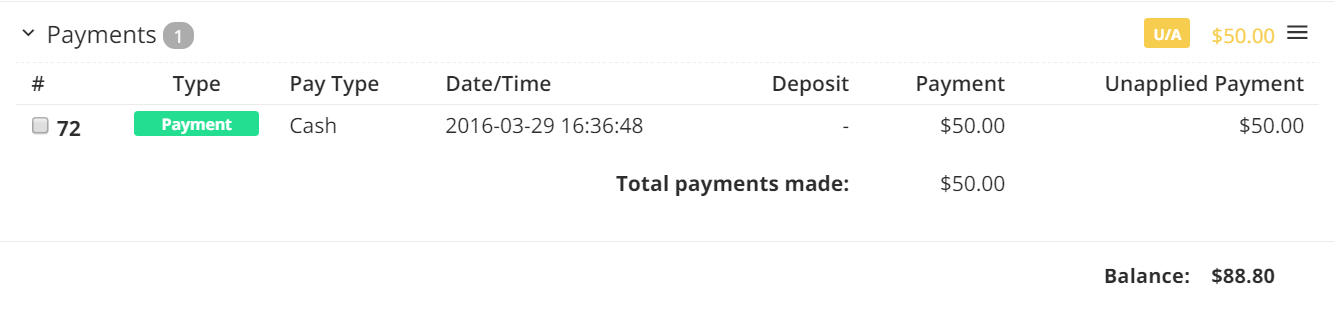 Payments 1 U/A $50.00
# Type Pay Type Date/Time Deposit Payment Unapplied Payment
72 Payment Cash 2016-03-29 16:36:48 - $50.00 $50.00
Total payments made: $50.00
Balance: $88.80